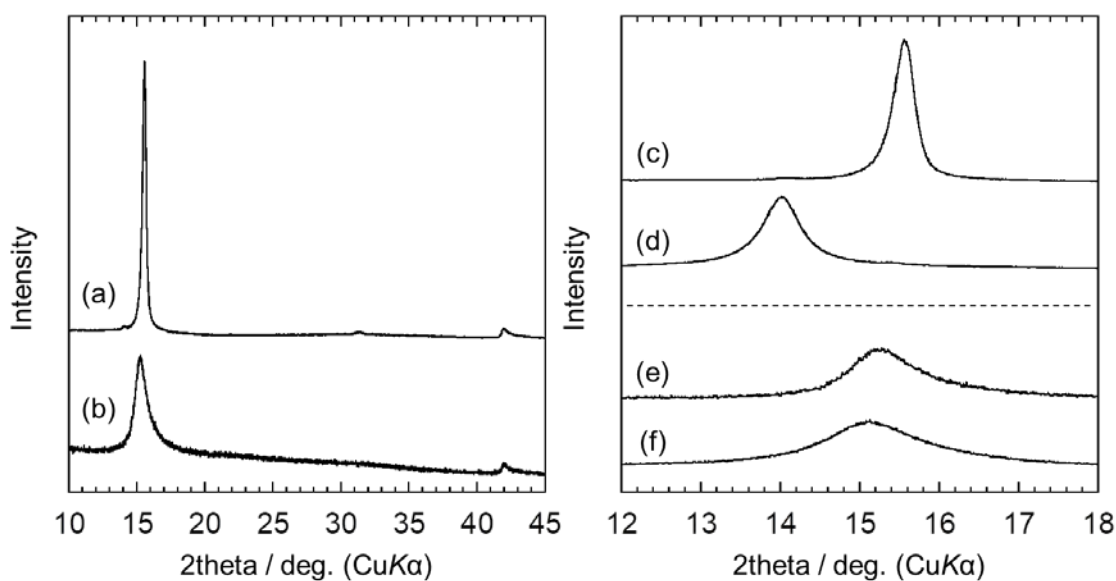 Intensity
(a)
(b)
10 15 20 25 30 35 40 45
2theta / deg. (CuKα)
Intensity
(c)
(d)
(e)
(f)
12 13 14 15 16 17 18
2theta / deg. (CuKα)